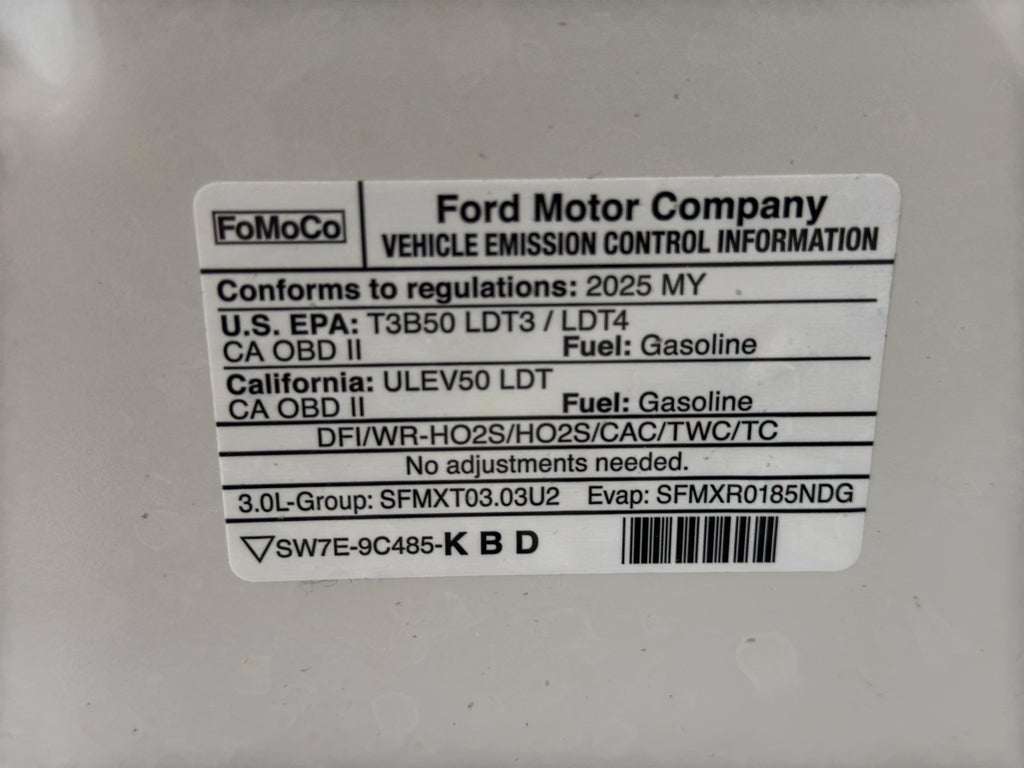 FoMoCo
Ford Motor Company
VEHICLE EMISSION CONTROL INFORMATION
Conforms to regulations: 2025 MY
U.S. EPA: T3B50 LDT3 / LDT4
CA OBD II Fuel: Gasoline
California: ULEV50 LDT
CA OBD II Fuel: Gasoline
DFI/WR-HO2S/HO2S/CAC/TWC/TC
No adjustments needed.
3.0L-Group: SFMXT03.03U2 Evap: SFMXR0185NDG
SW7E-9C485-K B D